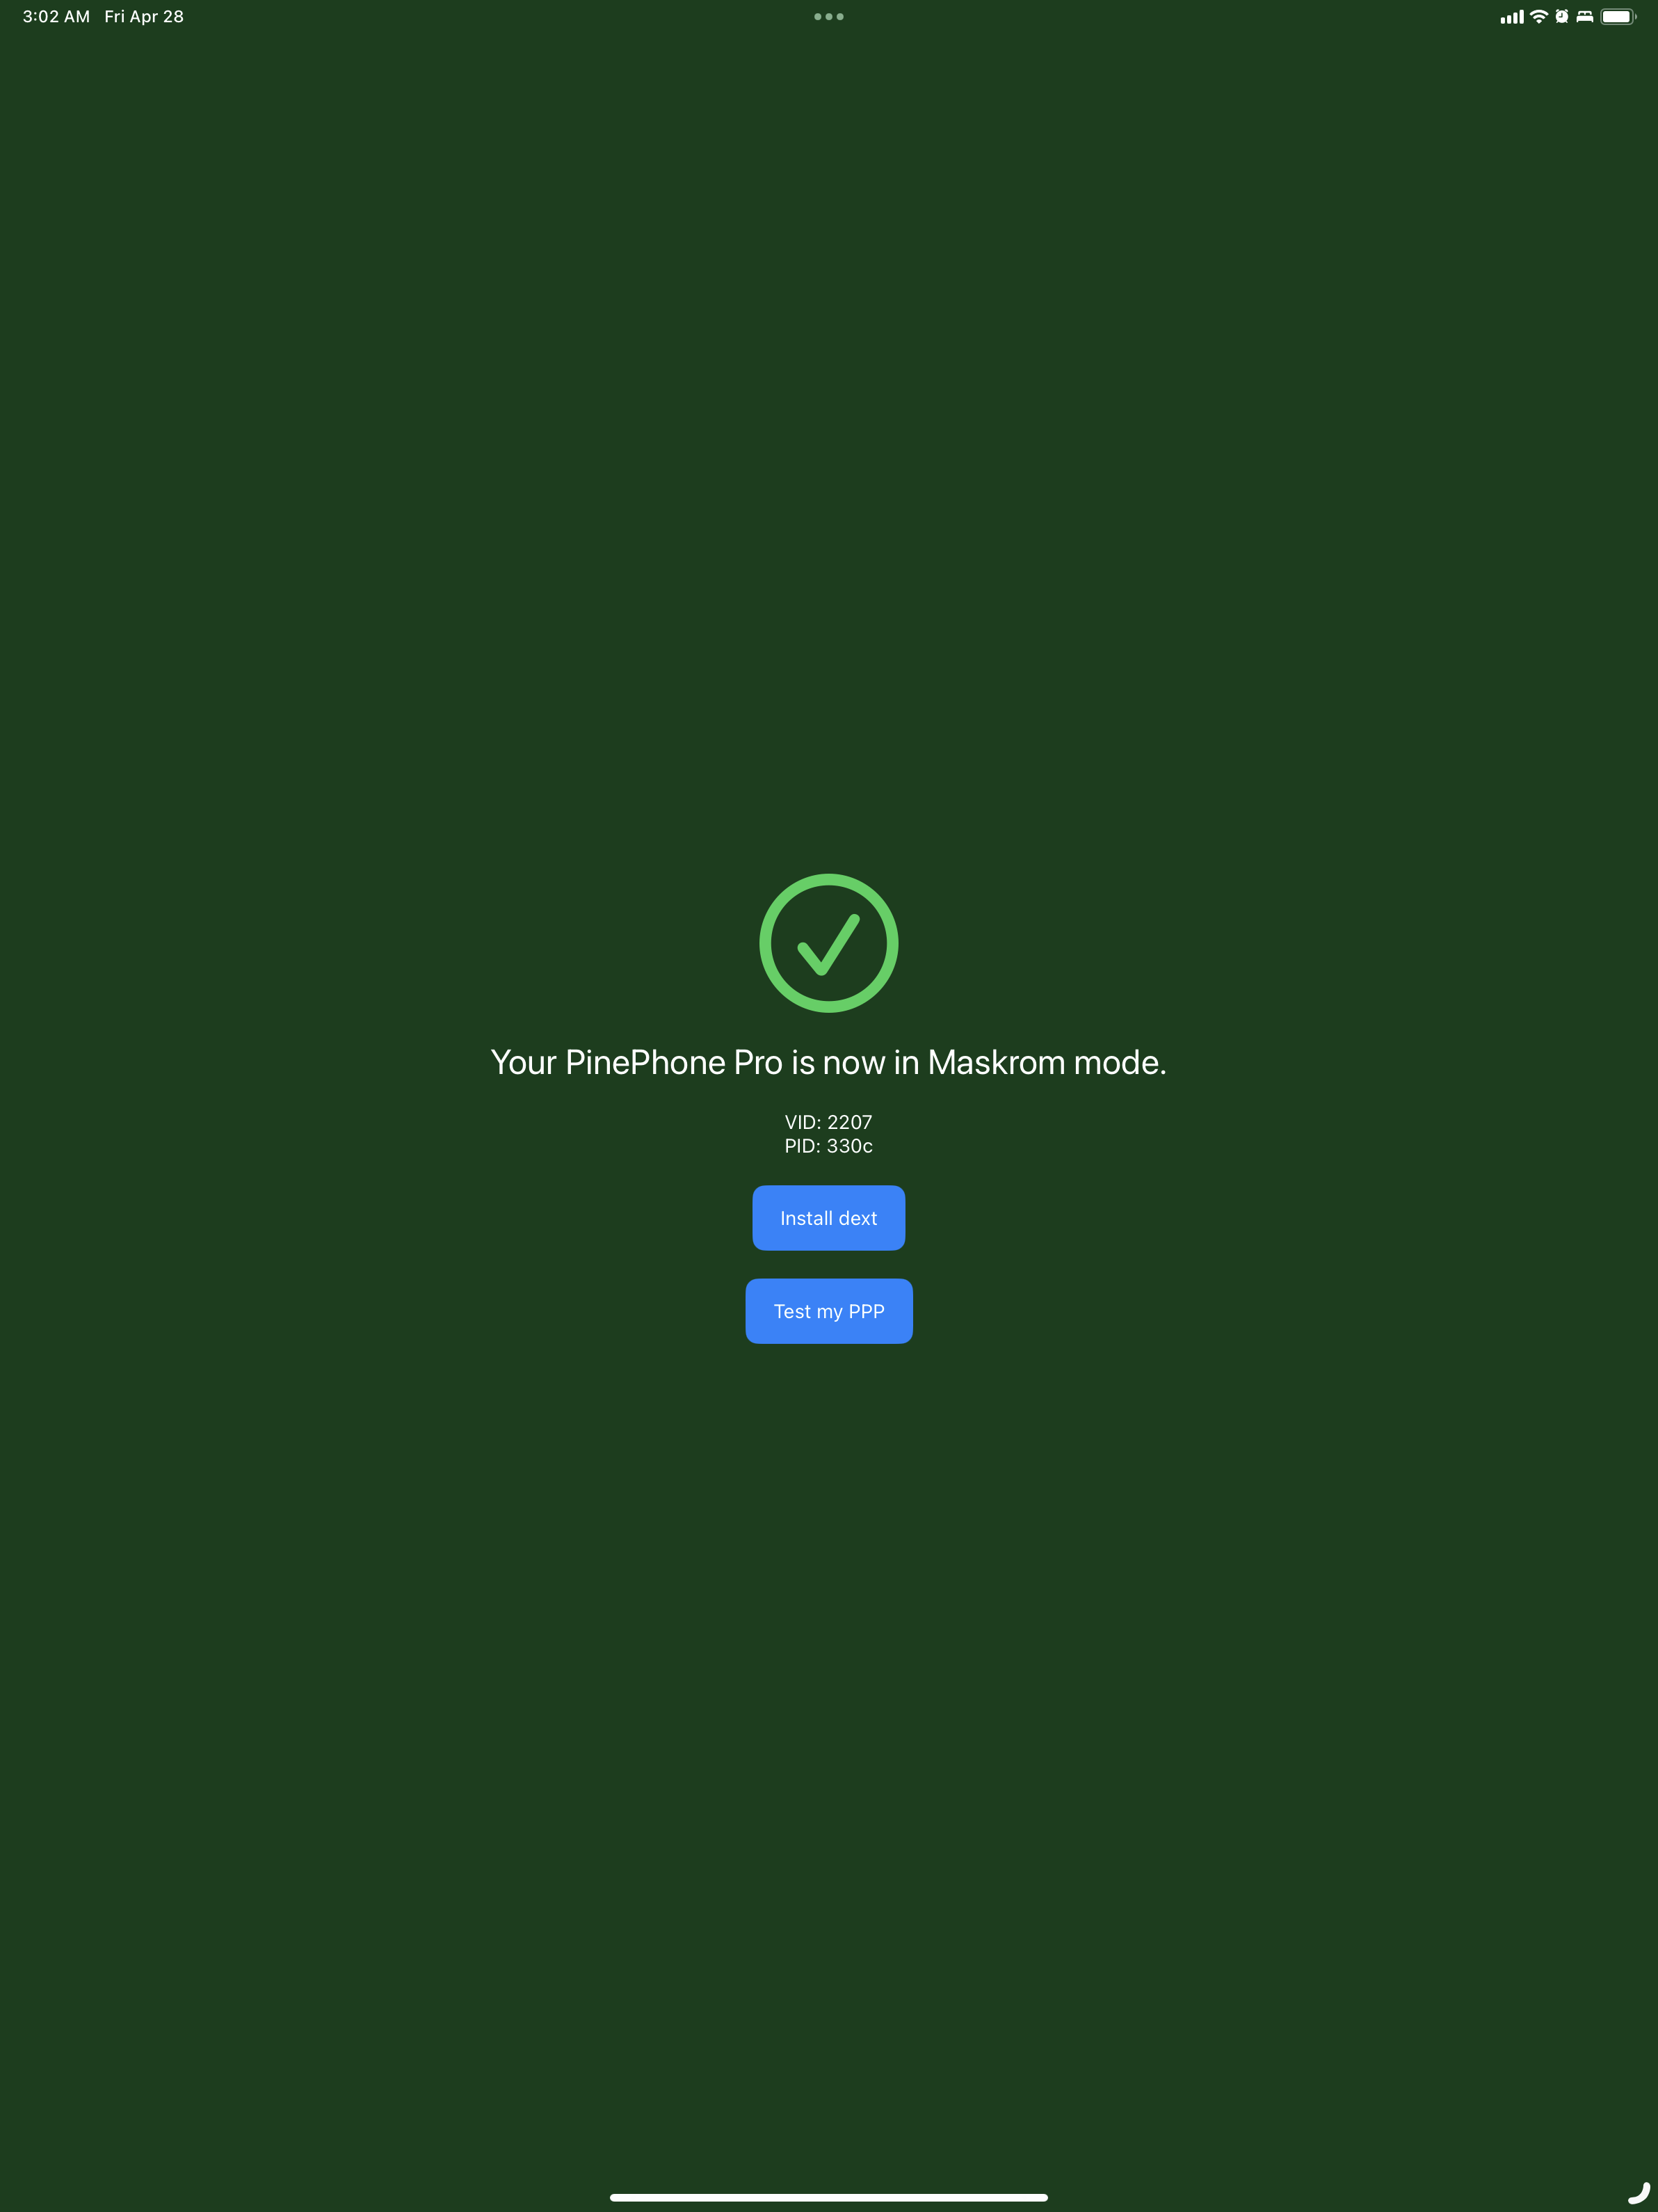 3:02 AM Fri Apr 28
Your PinePhone Pro is now in Maskrom mode.
VID: 2207
PID: 330c
Install dext
Test my PPP